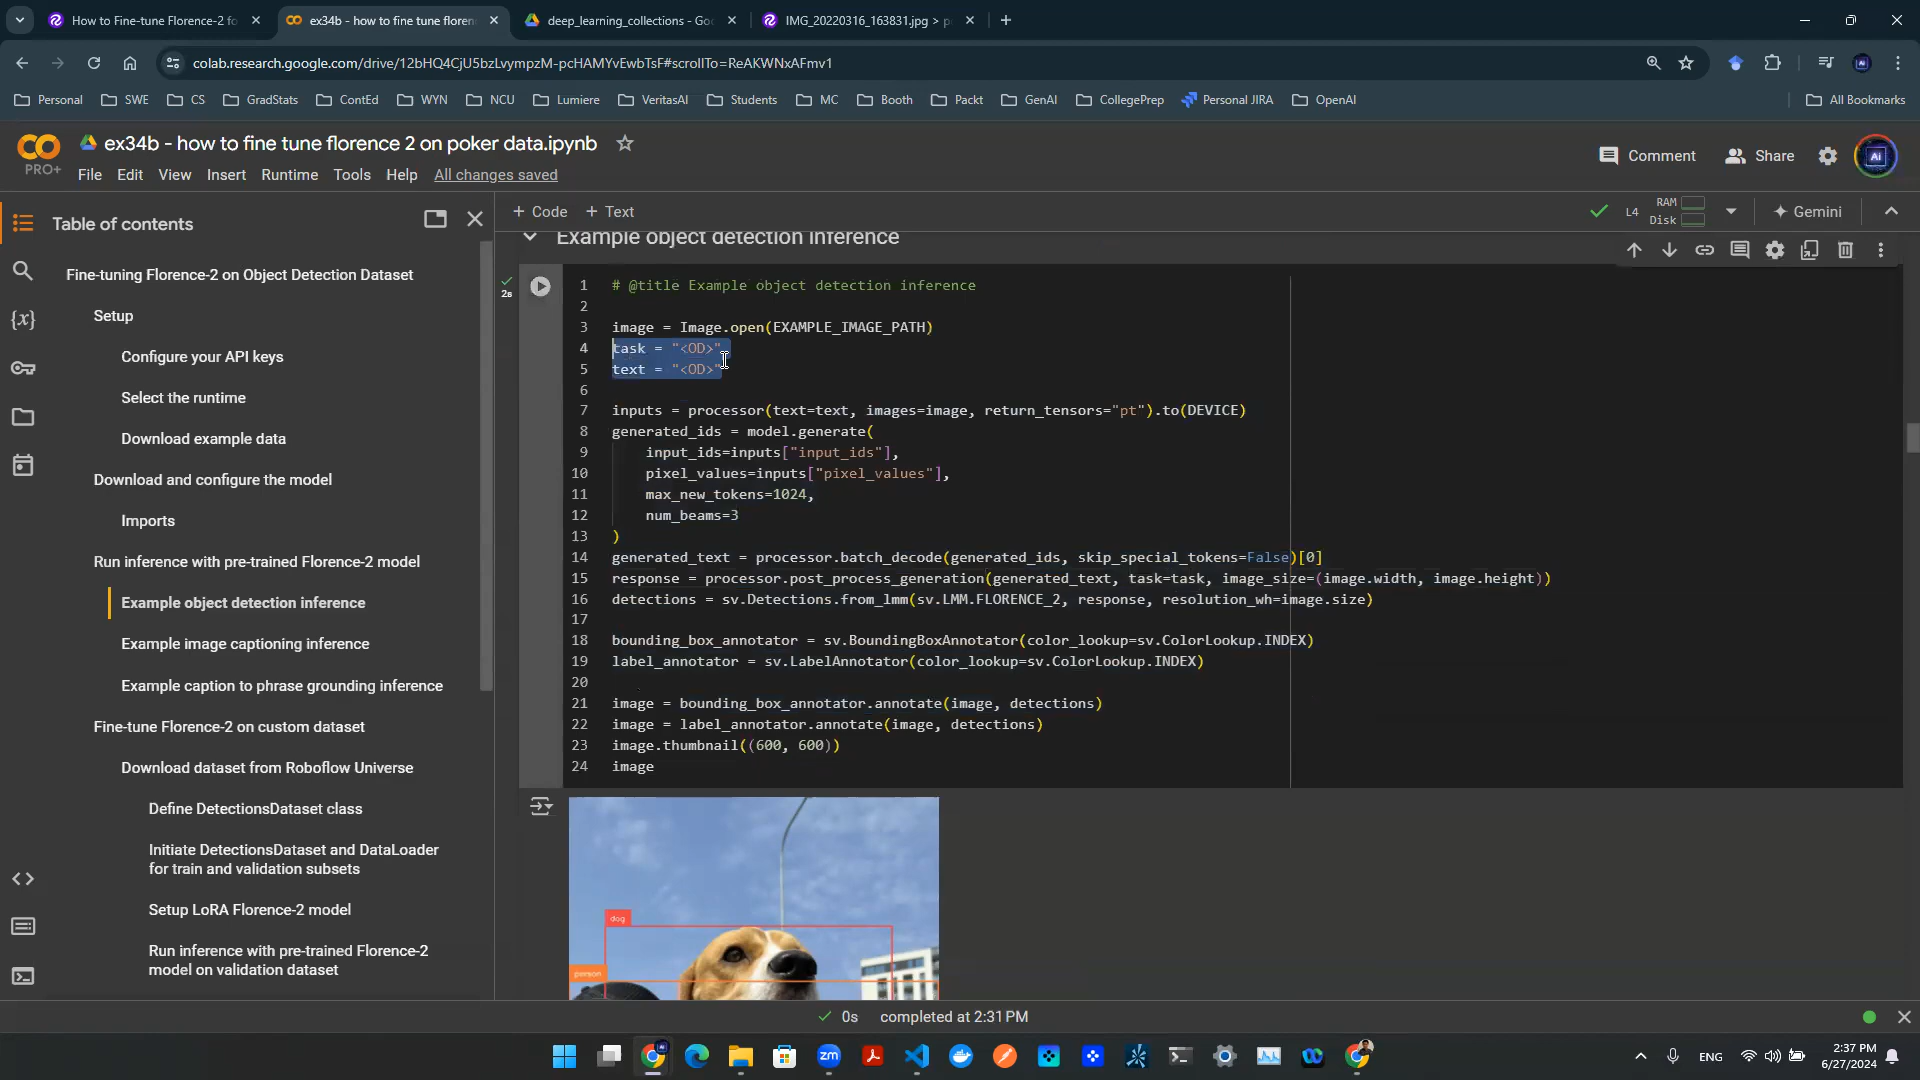 How to Fine-tune Florence-2 fo
ex34b - how to fine tune floren
deep_learning_collections - Goo
IMG_20220316_163831.jpg > p
colab.research.google.com/drive/12bHQ4CjU5bzLvympzM-pcHAMYvEwbTsF#scrollTo=ReAKWNxAFmv1
Personal
SWE
CS
GradStats
ContEd
WYN
NCU
Lumiere
VeritasAI
Students
MC
Booth
Packt
GenAI
CollegePrep
Personal JIRA
OpenAI
All Bookmarks
PRO+
ex34b - how to fine tune florence 2 on poker data.ipynb
File Edit View Insert Runtime Tools Help All changes saved
Comment
Share
Ai
Table of contents
+ Code + Text
L4
RAM
Disk
Gemini
Fine-tuning Florence-2 on Object Detection Dataset
Setup
Configure your API keys
Select the runtime
Download example data
Download and configure the model
Imports
Run inference with pre-trained Florence-2 model
Example object detection inference
Example image captioning inference
Example caption to phrase grounding inference
Fine-tune Florence-2 on custom dataset
Download dataset from Roboflow Universe
Define DetectionsDataset class
Initiate DetectionsDataset and DataLoader
for train and validation subsets
Setup LoRA Florence-2 model
Run inference with pre-trained Florence-2
model on validation dataset
{x}
Example object detection inference
2s
1 # @title Example object detection inference
2
3 image = Image.open(EXAMPLE_IMAGE_PATH)
4 task = "<OD>"
5 text = "<OD>"
6
7 inputs = processor(text=text, images=image, return_tensors="pt").to(DEVICE)
8 generated_ids = model.generate(
9 input_ids=inputs["input_ids"],
10 pixel_values=inputs["pixel_values"],
11 max_new_tokens=1024,
12 num_beams=3
13 )
14 generated_text = processor.batch_decode(generated_ids, skip_special_tokens=False)[0]
15 response = processor.post_process_generation(generated_text, task=task, image_size=(image.width, image.height))
16 detections = sv.Detections.from_lmm(sv.LMM.FLORENCE_2, response, resolution_wh=image.size)
17
18 bounding_box_annotator = sv.BoundingBoxAnnotator(color_lookup=sv.ColorLookup.INDEX)
19 label_annotator = sv.LabelAnnotator(color_lookup=sv.ColorLookup.INDEX)
20
21 image = bounding_box_annotator.annotate(image, detections)
22 image = label_annotator.annotate(image, detections)
23 image.thumbnail((600, 600))
24 image
dog
person
0s completed at 2:31 PM
zm
ENG
2:37 PM
6/27/2024